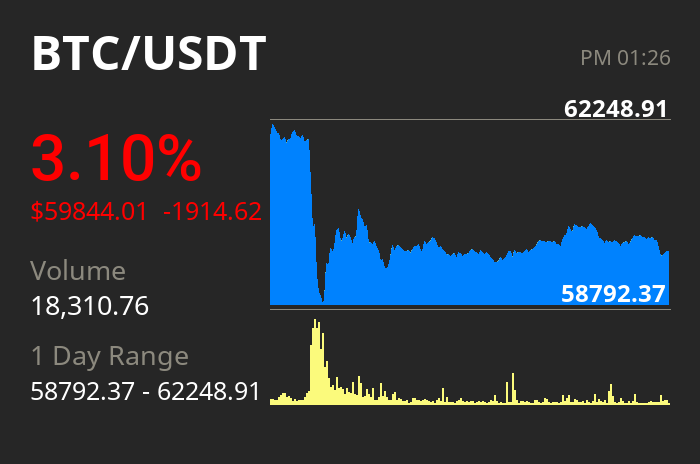 BTC/USDT
PM 01:26
62248.91
3.10%
$59844.01 -1914.62
Volume
18,310.76
58792.37
1 Day Range
58792.37 - 62248.91